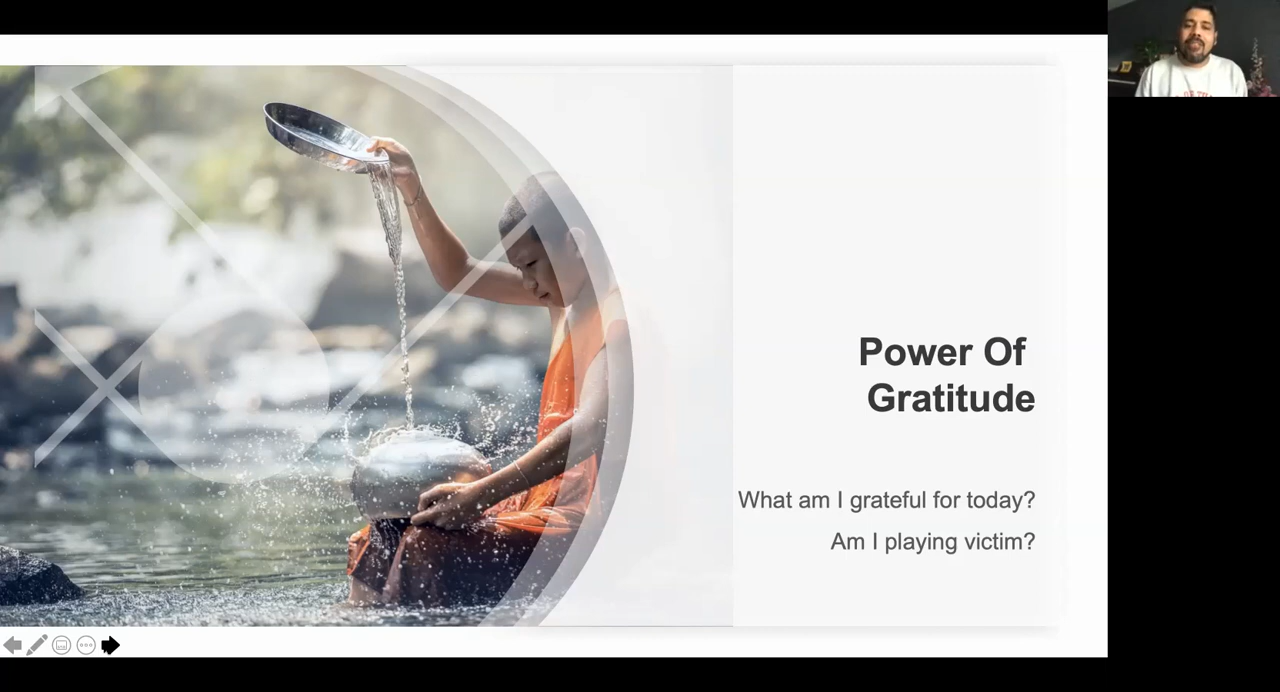 Power Of
Gratitude
What am I grateful for today?
Am I playing victim?